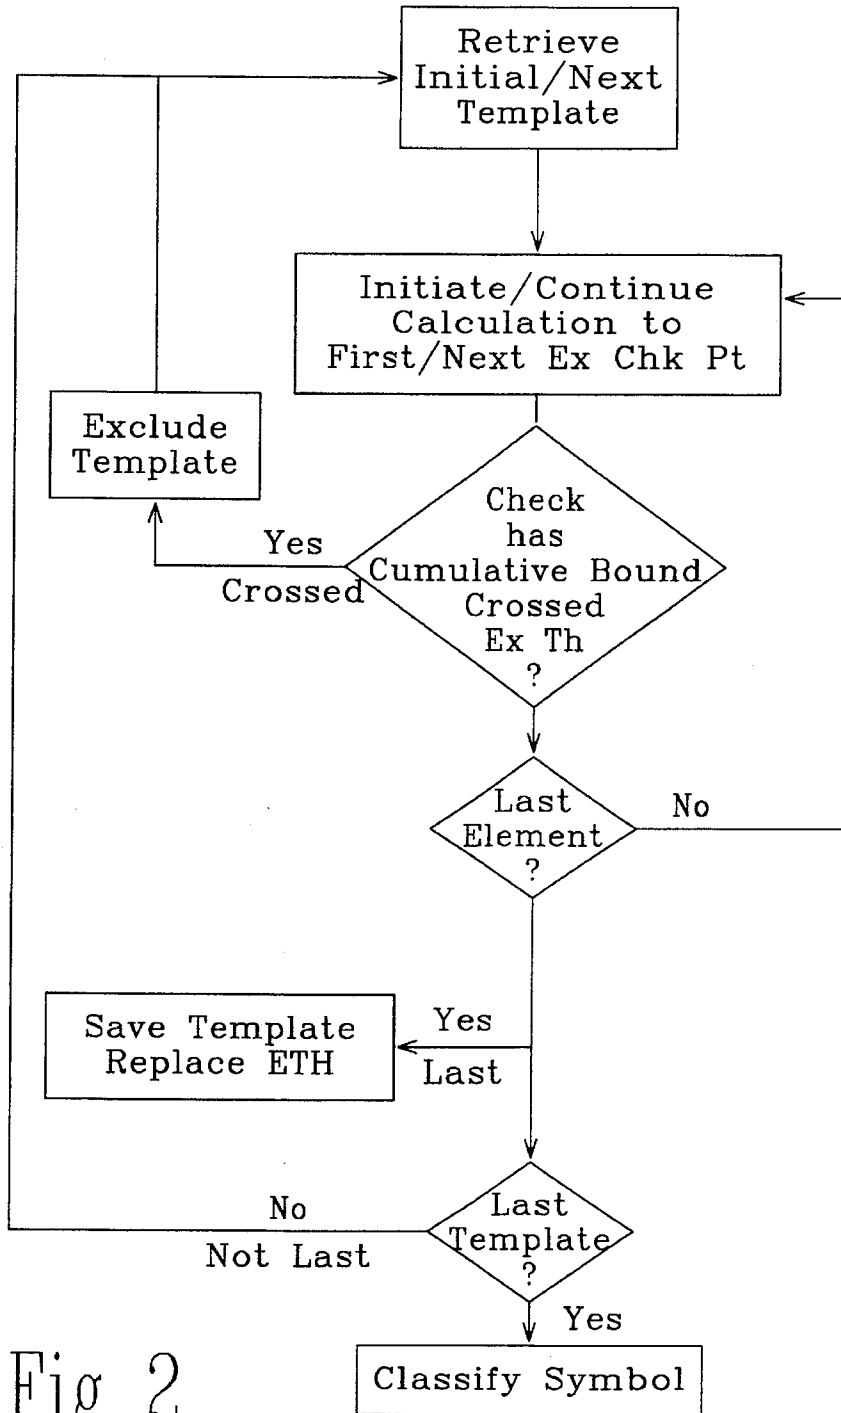 Retrieve
Initial/Next
Template
Initiate/Continue
Calculation to
First/Next Ex Chk Pt
Exclude
Template
Yes
Crossed
Check
has
Cumulative Bound
Crossed
Ex Th
?
Last
Element
?
No
Save Template
Replace ETH
Yes
Last
Last
Template
?
No
Not Last
Yes
Classify Symbol
Fig 2